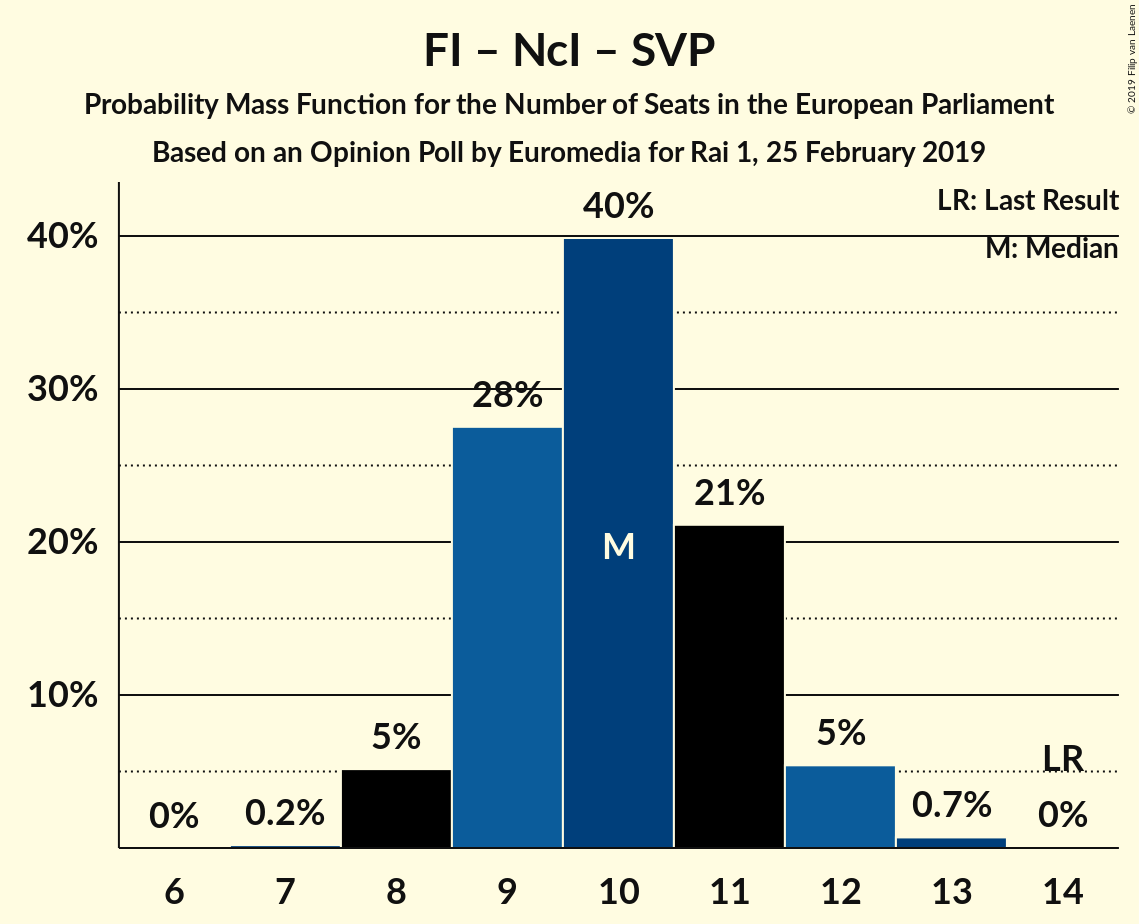 FI – NcI – SVP
Probability Mass Function for the Number of Seats in the European Parliament
Based on an Opinion Poll by Euromedia for Rai 1, 25 February 2019
© 2019 Filip van Laenen
LR: Last Result
M: Median
40%
30%
20%
10%
0%
0.2%
5%
28%
40%
M
21%
5%
0.7%
LR
0%
6
7
8
9
10
11
12
13
14